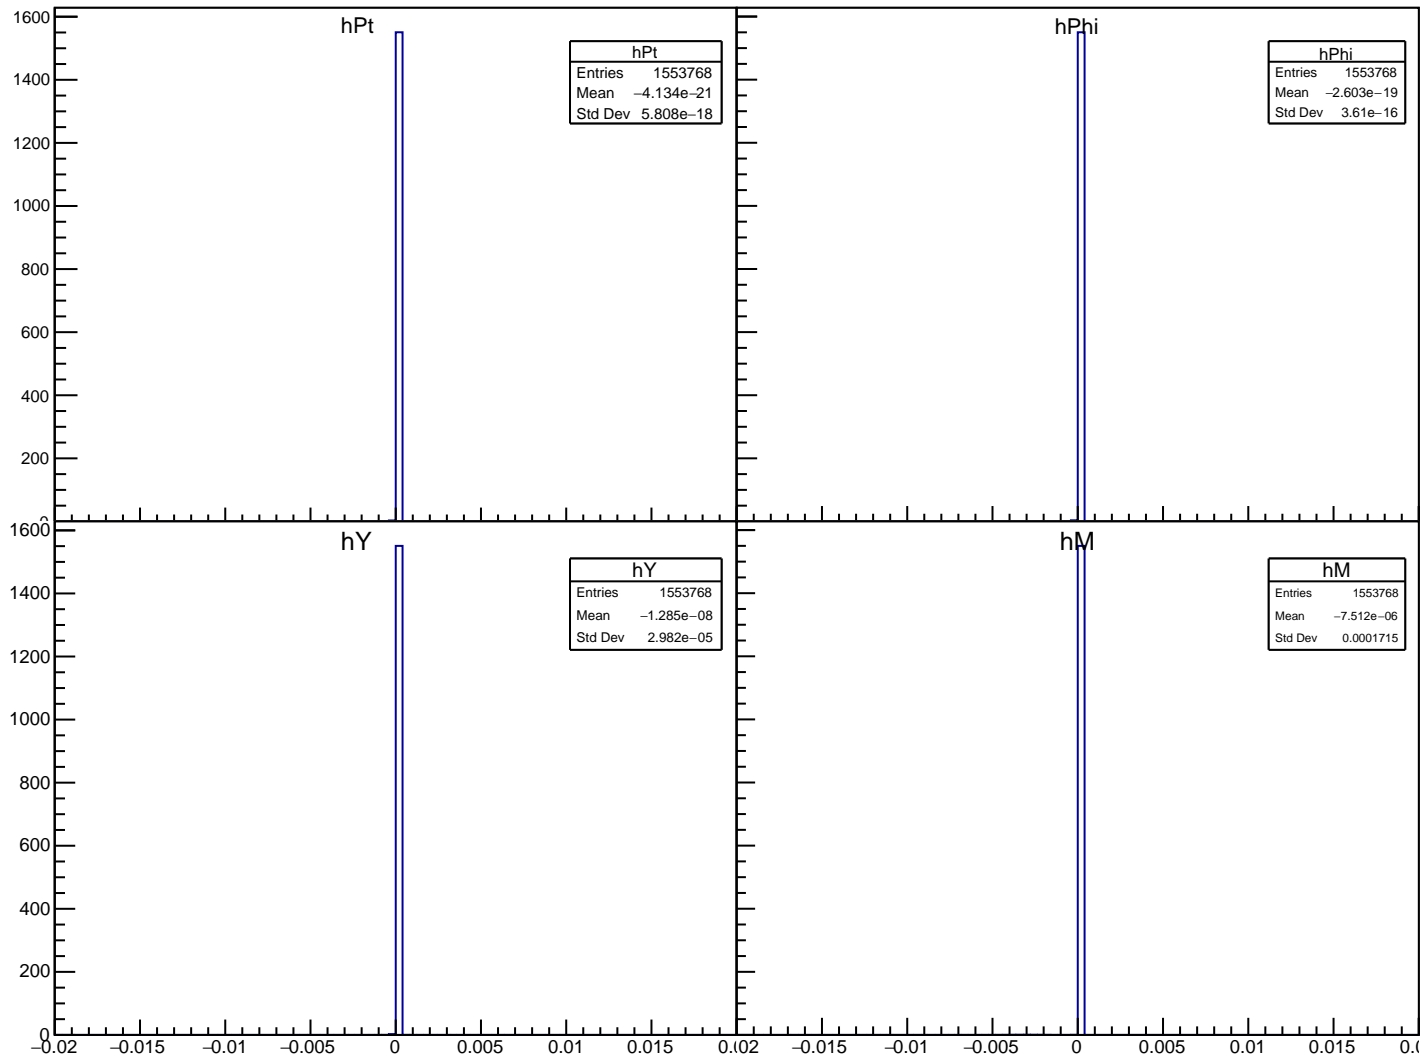 hPt
1600
1400
1200
1000
800
600
400
200
hPt
Entries 1553768
Mean −4.134e−21
Std Dev 5.808e−18
hPhi
hPhi
Entries 1553768
Mean −2.603e−19
Std Dev 3.61e−16
hY
1600
1400
1200
1000
800
600
400
200
0
hY
Entries 1553768
Mean −1.285e−08
Std Dev 2.982e−05
−0.02 −0.015 −0.01 −0.005 0 0.005 0.01 0.015
hM
hM
Entries 1553768
Mean −7.512e−06
Std Dev 0.0001715
−0.015 −0.01 −0.005 0 0.005 0.01 0.015